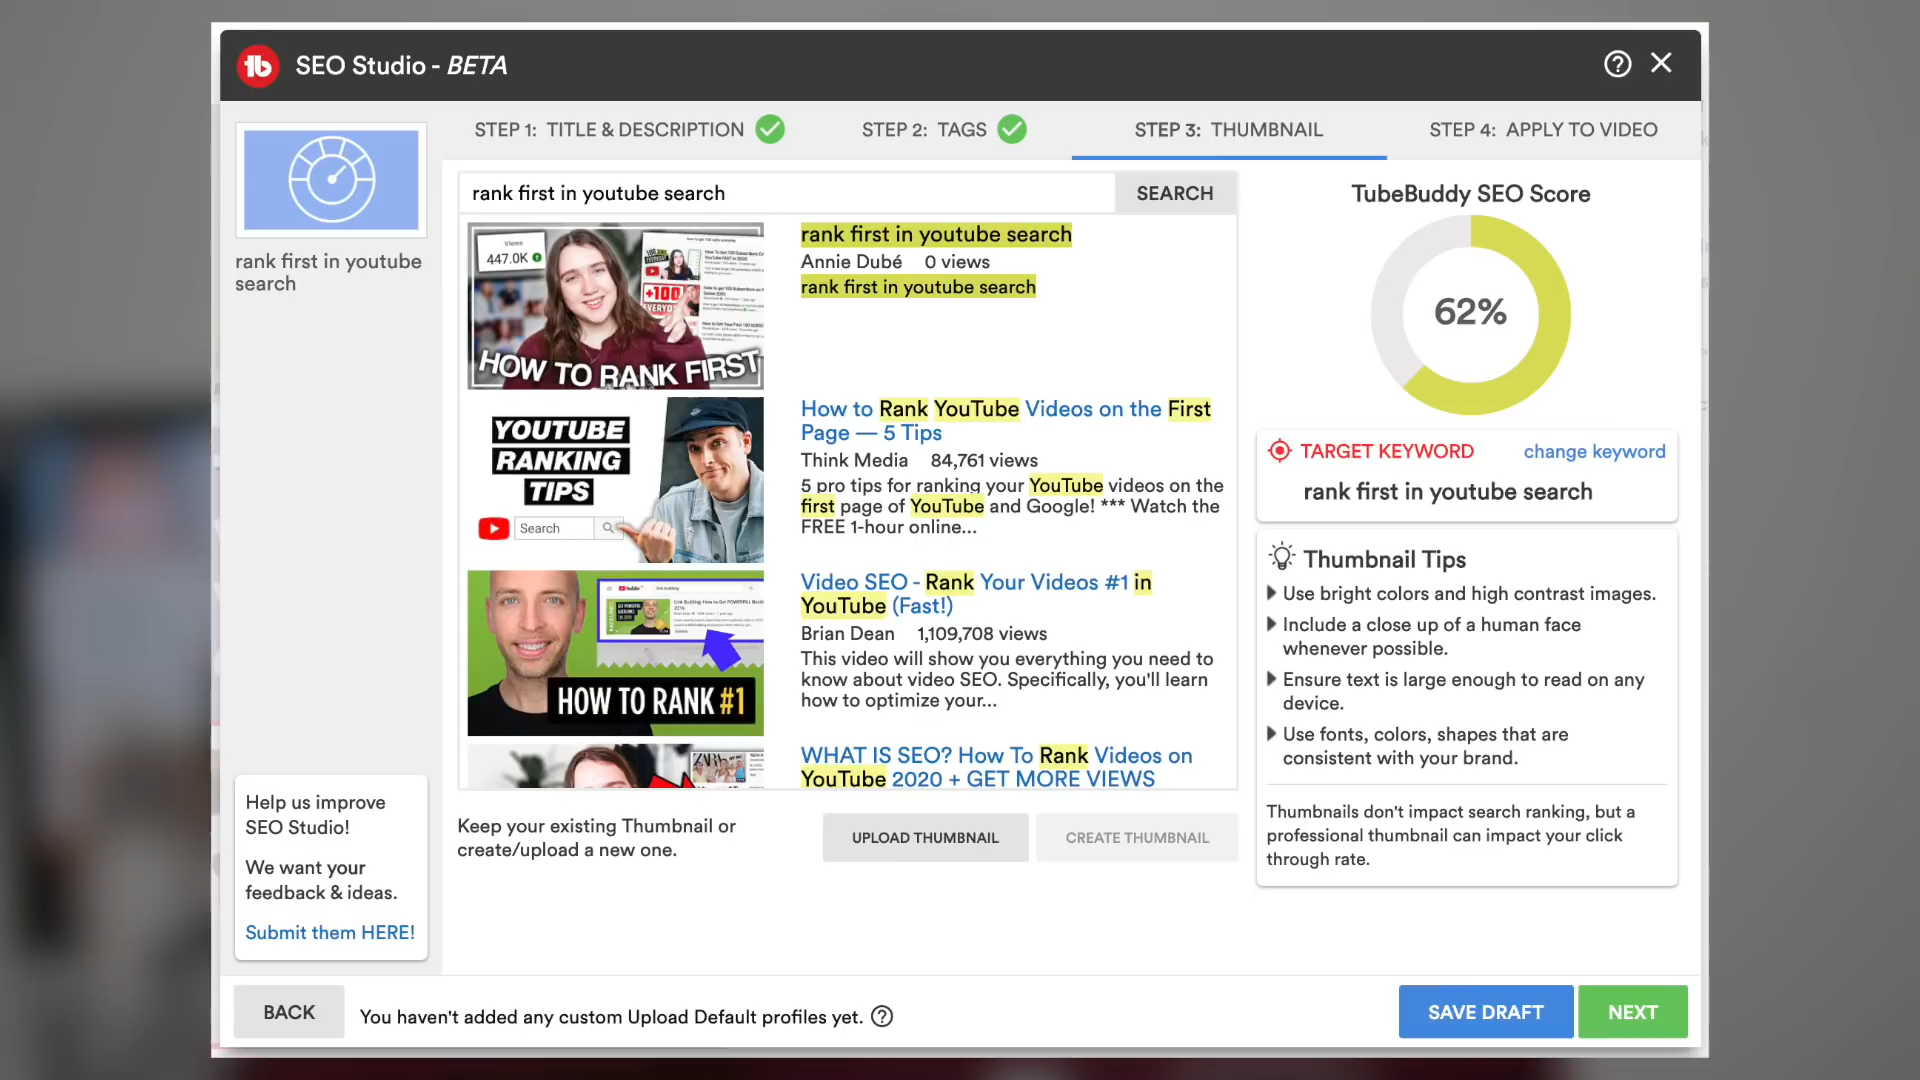 SEO Studio - BETA
STEP 1: TITLE & DESCRIPTION
STEP 2: TAGS
STEP 3: THUMBNAIL
STEP 4: APPLY TO VIDEO
rank first in youtube search
rank first in youtube search
SEARCH
Views
447.0K
+100
HOW TO RANK FIRST
rank first in youtube search
Annie Dubé 0 views
rank first in youtube search
YOUTUBE
RANKING
TIPS
Search
How to Rank YouTube Videos on the First
Page — 5 Tips
Think Media 84,761 views
5 pro tips for ranking your YouTube videos on the
first page of YouTube and Google! *** Watch the
FREE 1-hour online...
HOW TO RANK #1
Video SEO - Rank Your Videos #1 in
YouTube (Fast!)
Brian Dean 1,109,708 views
This video will show you everything you need to
know about video SEO. Specifically, you'll learn
how to optimize your...
ZARA
WHAT IS SEO? How To Rank Videos on
YouTube 2020 + GET MORE VIEWS
Keep your existing Thumbnail or
create/upload a new one.
UPLOAD THUMBNAIL
CREATE THUMBNAIL
TubeBuddy SEO Score
62%
TARGET KEYWORD
change keyword
rank first in youtube search
Thumbnail Tips
Use bright colors and high contrast images.
Include a close up of a human face
whenever possible.
Ensure text is large enough to read on any
device.
Use fonts, colors, shapes that are
consistent with your brand.
Thumbnails don't impact search ranking, but a
professional thumbnail can impact your click
through rate.
Help us improve
SEO Studio!
We want your
feedback & ideas.
Submit them HERE!
BACK
You haven't added any custom Upload Default profiles yet.
SAVE DRAFT
NEXT